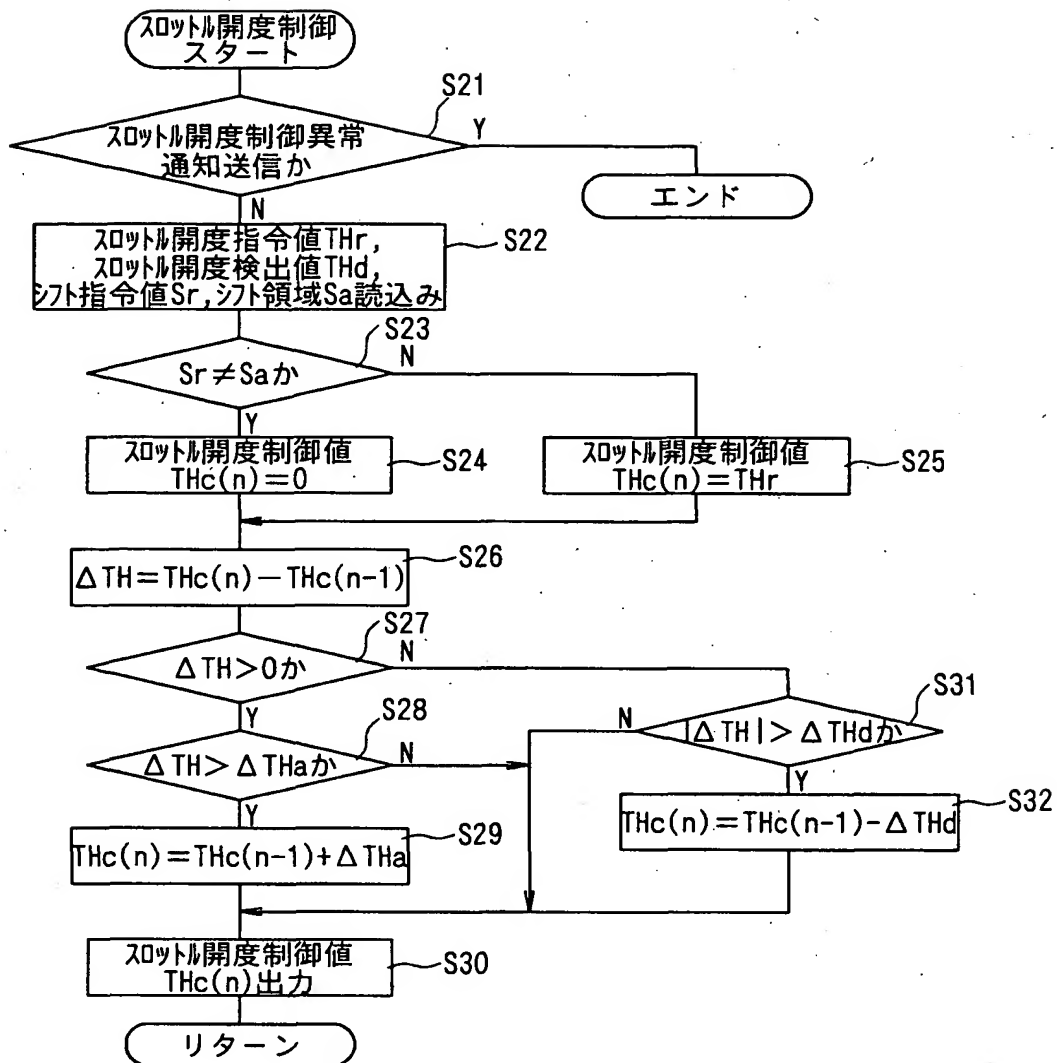 スロットル開度制御
スタート
S21
スロットル開度制御異常
通知送信か
Y
エンド
N
スロットル開度指令値THr,
スロットル開度検出値THd,
シフト指令値Sr,シフト領域Sa読込み
S22
S23
Sr≠Saか
N
Y
スロットル開度制御値
THc(n)=0
S24
スロットル開度制御値
THc(n)=THr
S25
S26
ΔTH=THc(n)-THc(n-1)
S27
ΔTH>0か
N
Y
S28
ΔTH>ΔTHaか
N
Y
S31
|ΔTH|>ΔTHdか
N
Y
S32
THc(n)=THc(n-1)-ΔTHd
S29
THc(n)=THc(n-1)+ΔTHa
スロットル開度制御値
THc(n)出力
S30
リターン